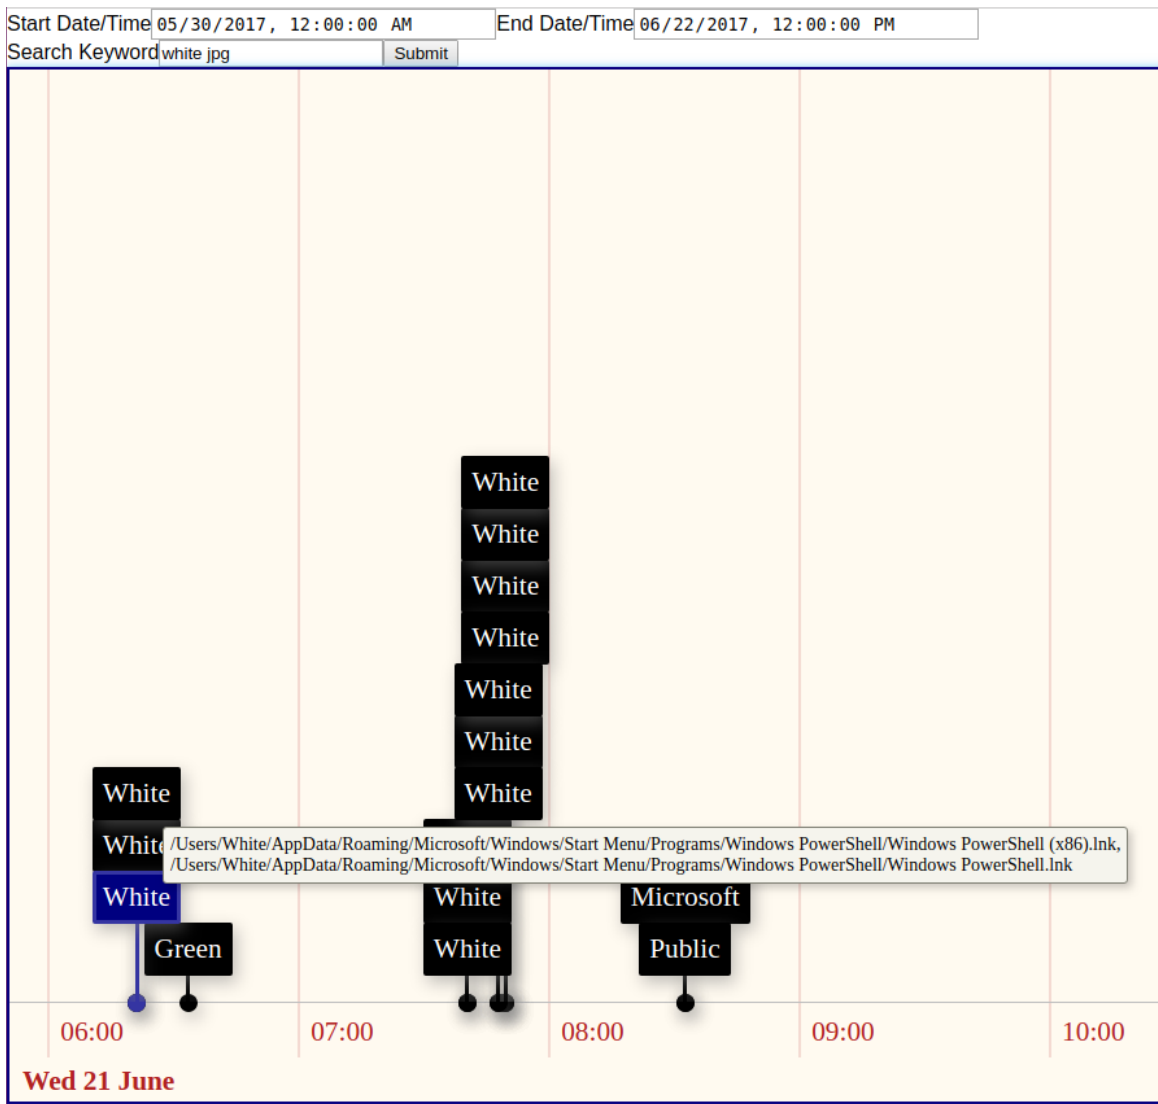 Start Date/Time 05/30/2017, 12:00:00 AM End Date/Time 06/22/2017, 12:00:00 PM
Search Keyword white jpg Submit
White
White
White
White
White
White
White
White
White
/Users/White/AppData/Roaming/Microsoft/Windows/Start Menu/Programs/Windows PowerShell/Windows PowerShell (x86).lnk,
/Users/White/AppData/Roaming/Microsoft/Windows/Start Menu/Programs/Windows PowerShell/Windows PowerShell.lnk
White White Microsoft
Green White Public
06:00 07:00 08:00 09:00 10:00
Wed 21 June